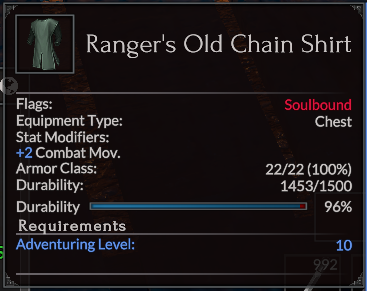 Ranger's Old Chain Shirt
Flags: Soulbound
Equipment Type: Chest
Stat Modifiers:
+2 Combat Mov.
Armor Class: 22/22 (100%)
Durability: 1453/1500
Durability 96%
Requirements
Adventuring Level: 10
992